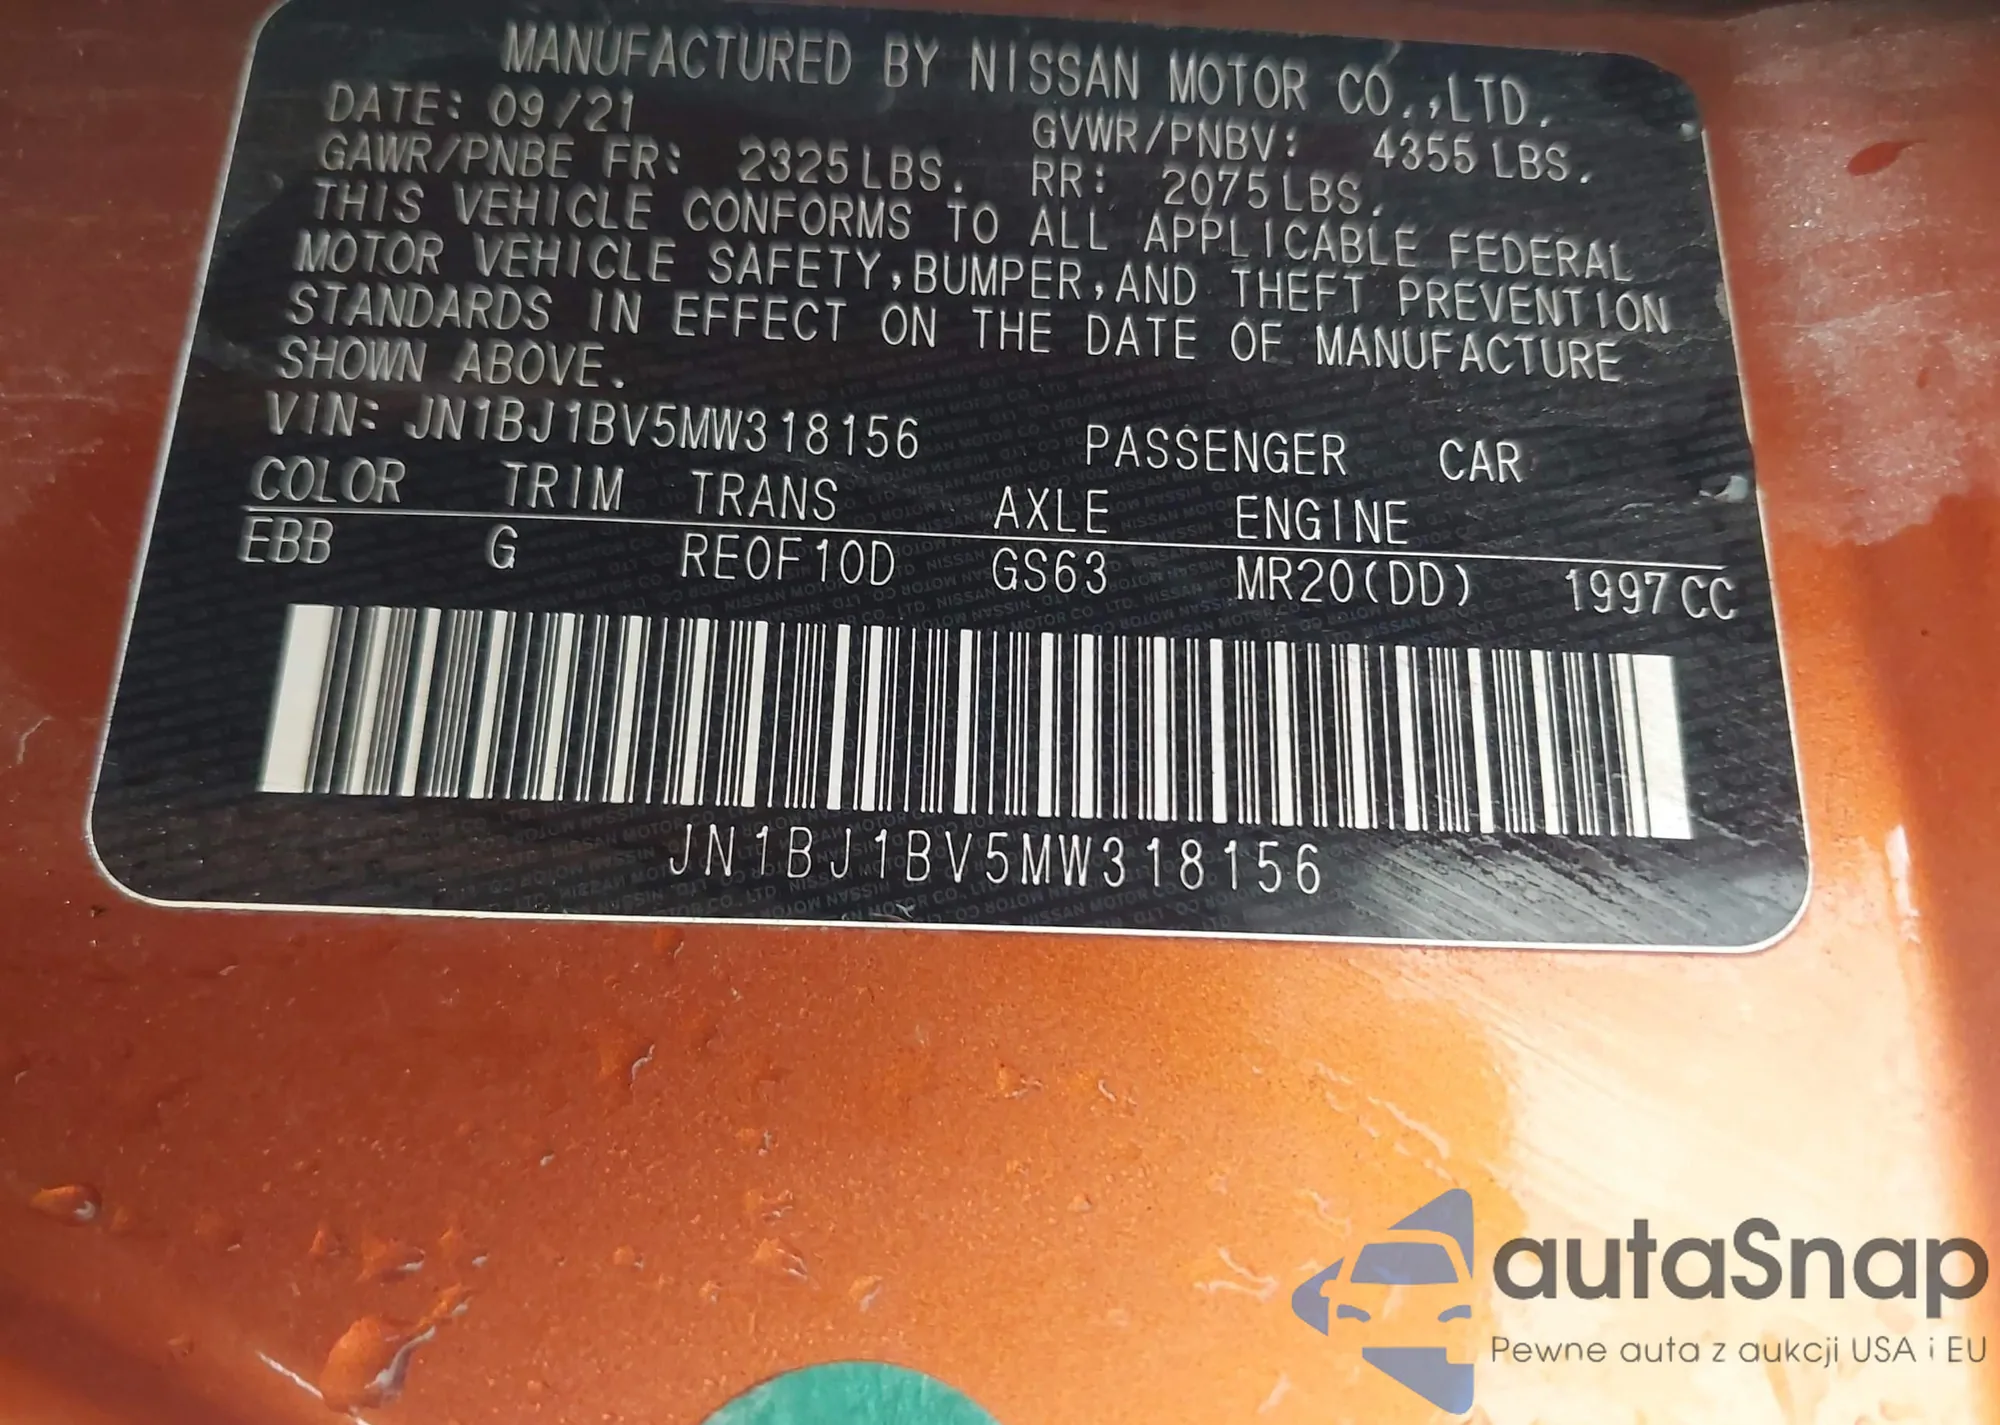 MANUFACTURED BY NISSAN MOTOR CO.,LTD.
DATE: 09/21 GVWR/PNBV: 4355 LBS.
GAWR/PNBE FR: 2325 LBS. RR: 2075 LBS.
THIS VEHICLE CONFORMS TO ALL APPLICABLE FEDERAL
MOTOR VEHICLE SAFETY,BUMPER,AND THEFT PREVENTION
STANDARDS IN EFFECT ON THE DATE OF MANUFACTURE
SHOWN ABOVE.
VIN: JN1BJ1BV5MW318156 PASSENGER CAR
COLOR TRIM TRANS AXLE ENGINE
EBB G RE0F10D GS63 MR20(DD) 1997CC
JN1BJ1BV5MW318156
autaSnap
Pewne auta z aukcji USA i EU